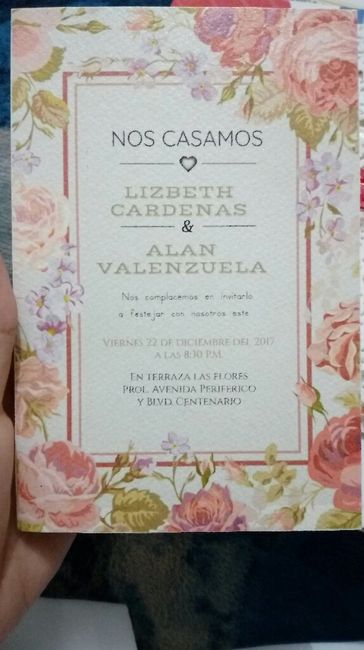 NOS CASAMOS
LIZBETH
CARDENAS
&
ALAN
VALENZUELA
Nos complacemos en invitarlo
a festejar con nosotros este
VIERNES 22 DE DICIEMBRE DEL 2017
A LAS 8:30 P.M.
EN TERRAZA LAS FLORES
PROL. AVENIDA PERIFERICO
Y BLVD. CENTENARIO